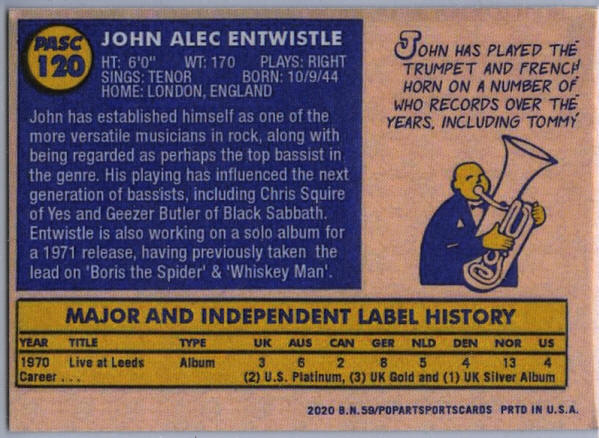 PASC
120
JOHN ALEC ENTWISTLE
HT: 6'0" WT: 170 PLAYS: RIGHT
SINGS: TENOR BORN: 10/9/44
HOME: LONDON, ENGLAND
John has established himself as one of the
more versatile musicians in rock, along with
being regarded as perhaps the top bassist in
the genre. His playing has influenced the next
generation of bassists, including Chris Squire
of Yes and Geezer Butler of Black Sabbath.
Entwistle is also working on a solo album for
a 1971 release, having previously taken the
lead on 'Boris the Spider' & 'Whiskey Man'.
JOHN HAS PLAYED THE
TRUMPET AND FRENCH
HORN ON A NUMBER OF
WHO RECORDS OVER THE
YEARS, INCLUDING TOMMY
MAJOR AND INDEPENDENT LABEL HISTORY
YEAR TITLE TYPE UK AUS CAN GER NLD DEN NOR US
1970 Live at Leeds Album 3 6 2 8 5 4 13 4
Career . . . (2) U.S. Platinum, (3) UK Gold and (1) UK Silver Album
2020 B.N.59/POPARTSPORTSCARDS PRTD IN U.S.A.